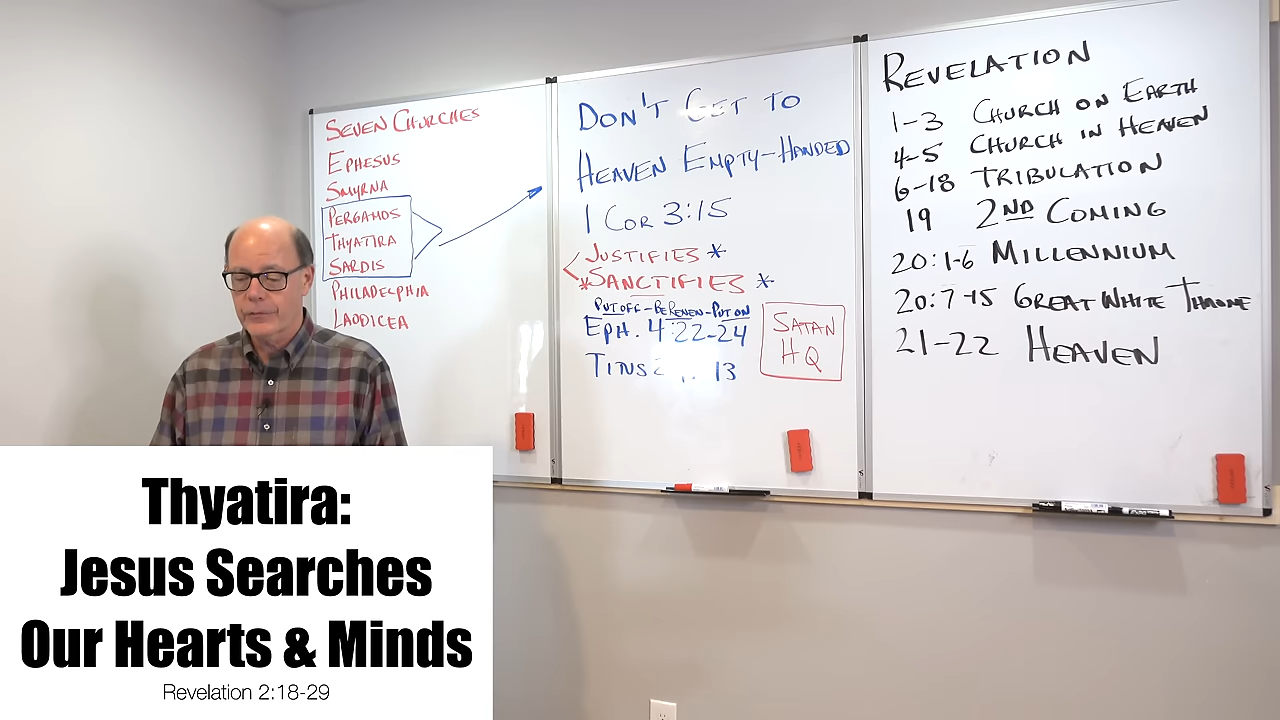 SEVEN CHURCHES
EPHESUS
SMYRNA
PERGAMOS
THYATIRA
SARDIS
PHILADELPHIA
LAODICEA
DON'T GET TO
HEAVEN EMPTY-HANDED
1 COR 3:15
JUSTIFIES *
*SANCTIFIES *
PUT OFF-BE RENEW-PUT ON
EPH. 4:22-24
TITUS 13
SATAN
HQ
REVELATION
1-3 CHURCH ON EARTH
4-5 CHURCH IN HEAVEN
6-18 TRIBULATION
19 2ND COMING
20:1-6 MILLENNIUM
20:7-15 GREAT WHITE THRONE
21-22 HEAVEN
Thyatira:
Jesus Searches
Our Hearts & Minds
Revelation 2:18-29